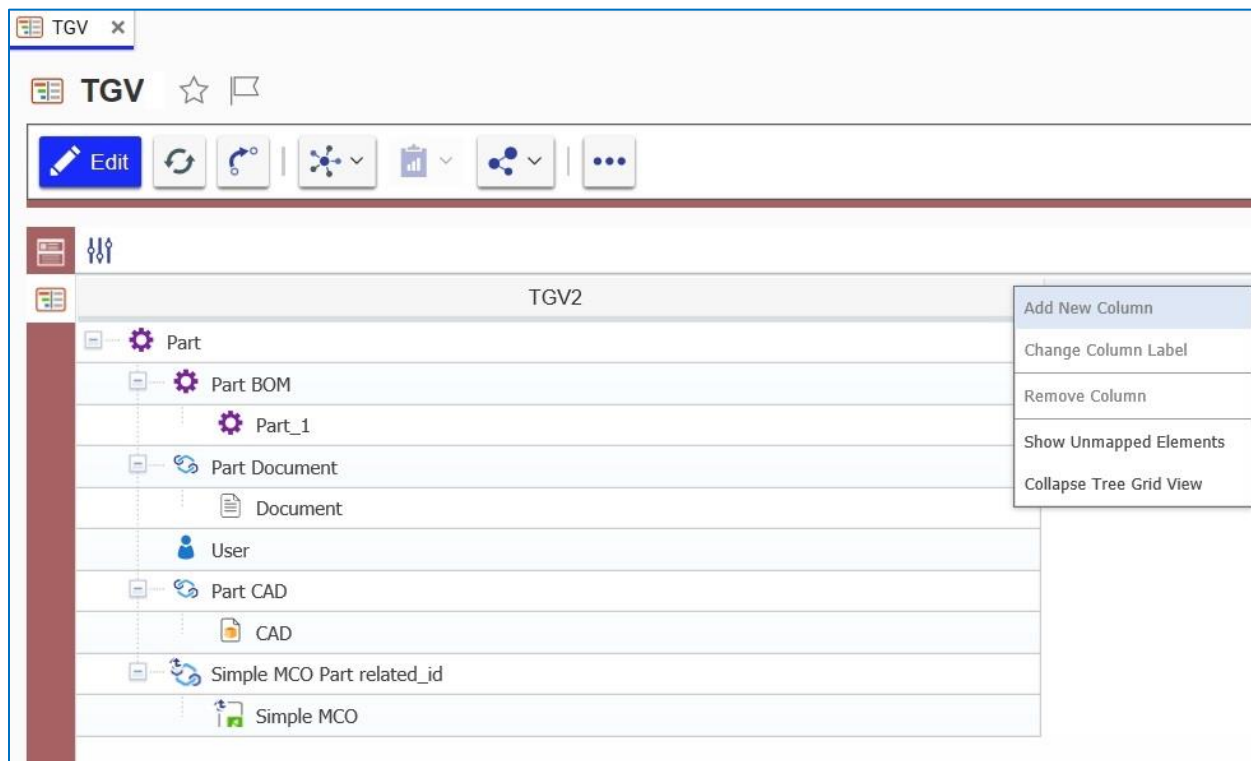 TGV
TGV
Edit
TGV2
Add New Column
Part
Change Column Label
Part BOM
Remove Column
Part_1
Show Unmapped Elements
Part Document
Collapse Tree Grid View
Document
User
Part CAD
CAD
Simple MCO Part related_id
Simple MCO